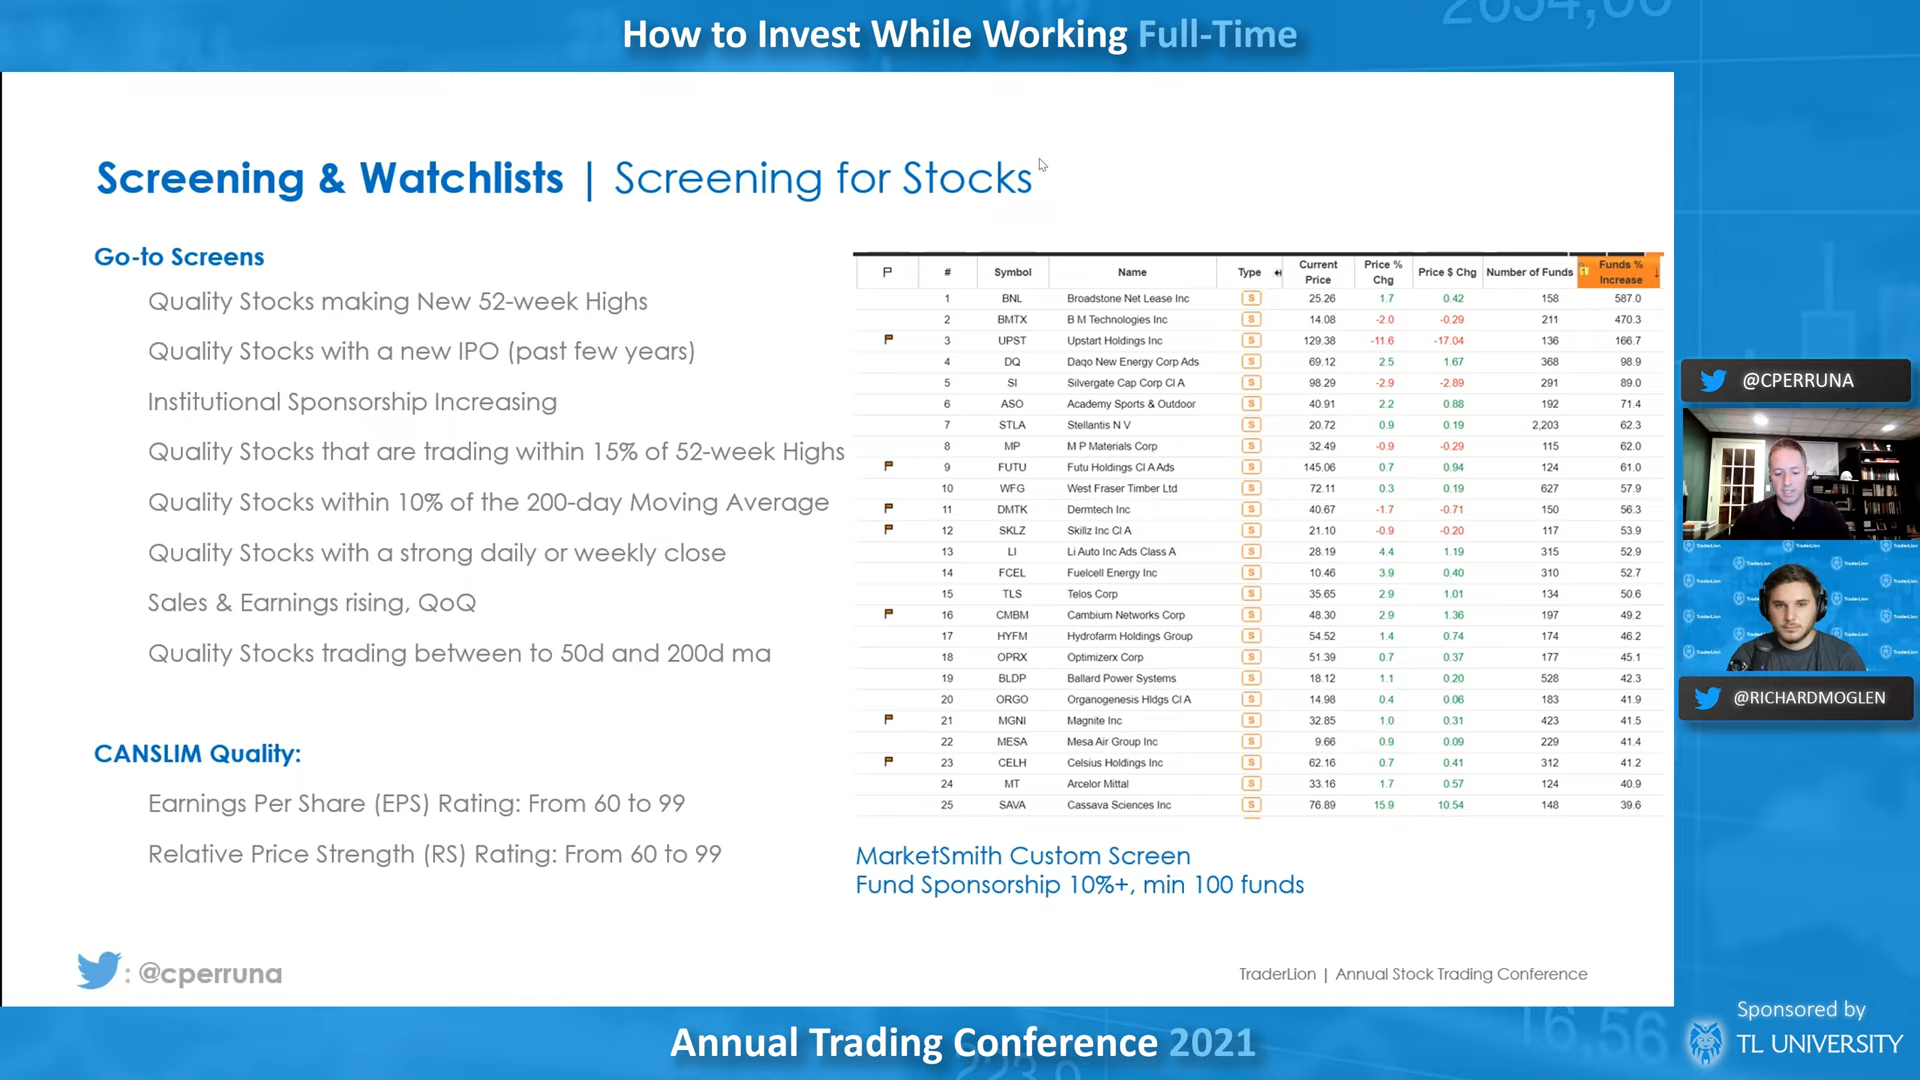 How to Invest While Working Full-Time
Screening & Watchlists | Screening for Stocks
Go-to Screens
Quality Stocks making New 52-week Highs
Quality Stocks with a new IPO (past few years)
Institutional Sponsorship Increasing
Quality Stocks that are trading within 15% of 52-week Highs
Quality Stocks within 10% of the 200-day Moving Average
Quality Stocks with a strong daily or weekly close
Sales & Earnings rising, QoQ
Quality Stocks trading between to 50d and 200d ma
CANSLIM Quality:
Earnings Per Share (EPS) Rating: From 60 to 99
Relative Price Strength (RS) Rating: From 60 to 99
# Symbol Name Type Current Price Price % Chg Price $ Chg Number of Funds Funds % Increase
1 BNL Broadstone Net Lease Inc S 25.26 1.7 0.42 158 587.0
2 BMTX B M Technologies Inc S 14.08 -2.0 -0.29 211 470.3
3 UPST Upstart Holdings Inc S 129.38 -11.6 -17.04 136 166.7
4 DQ Daqo New Energy Corp Ads S 69.12 2.5 1.67 368 98.9
5 SI Silvergate Cap Corp Cl A S 98.29 -2.9 -2.89 291 89.0
6 ASO Academy Sports & Outdoor S 40.91 2.2 0.88 192 71.4
7 STLA Stellantis N V S 20.72 0.9 0.19 2,203 62.3
8 MP M P Materials Corp S 32.49 -0.9 -0.29 115 62.0
9 FUTU Futu Holdings Cl A Ads S 145.06 0.7 0.94 124 61.0
10 WFG West Fraser Timber Ltd S 72.11 0.3 0.19 627 57.9
11 DMTK Dermtech Inc S 40.67 -1.7 -0.71 150 56.3
12 SKLZ Skillz Inc Cl A S 21.10 -0.9 -0.20 117 53.9
13 LI Li Auto Inc Ads Class A S 28.19 4.4 1.19 315 52.9
14 FCEL Fuelcell Energy Inc S 10.46 3.9 0.40 310 52.7
15 TLS Telos Corp S 35.65 2.9 1.01 134 50.6
16 CMBM Cambium Networks Corp S 48.30 2.9 1.36 197 49.2
17 HYFM Hydrofarm Holdings Group S 54.52 1.4 0.74 174 46.2
18 OPRX Optimizerx Corp S 51.39 0.7 0.37 177 45.1
19 BLDP Ballard Power Systems S 18.12 1.1 0.20 528 42.3
20 ORGO Organogenesis Hldgs Cl A S 14.98 0.4 0.06 183 41.9
21 MGNI Magnite Inc S 32.85 1.0 0.31 423 41.5
22 MESA Mesa Air Group Inc S 9.66 0.9 0.09 229 41.4
23 CELH Celsius Holdings Inc S 62.16 0.7 0.41 312 41.2
24 MT Arcelor Mittal S 33.16 1.7 0.57 124 40.9
25 SAVA Cassava Sciences Inc S 76.89 15.9 10.54 148 39.6
MarketSmith Custom Screen
Fund Sponsorship 10%+, min 100 funds
: @cperruna
TraderLion | Annual Stock Trading Conference
@CPERRUNA
@RICHARDMOGLEN
Annual Trading Conference 2021
Sponsored by
TL UNIVERSITY